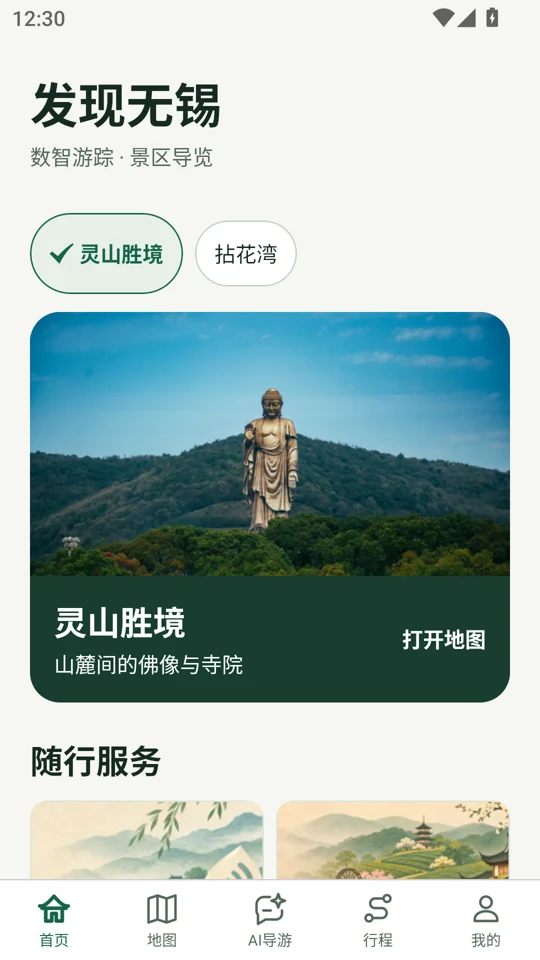 12:30
发现无锡
数智游踪 · 景区导览
灵山胜境
拈花湾
灵山胜境
山麓间的佛像与寺院
打开地图
随行服务
首页
地图
AI导游
行程
我的